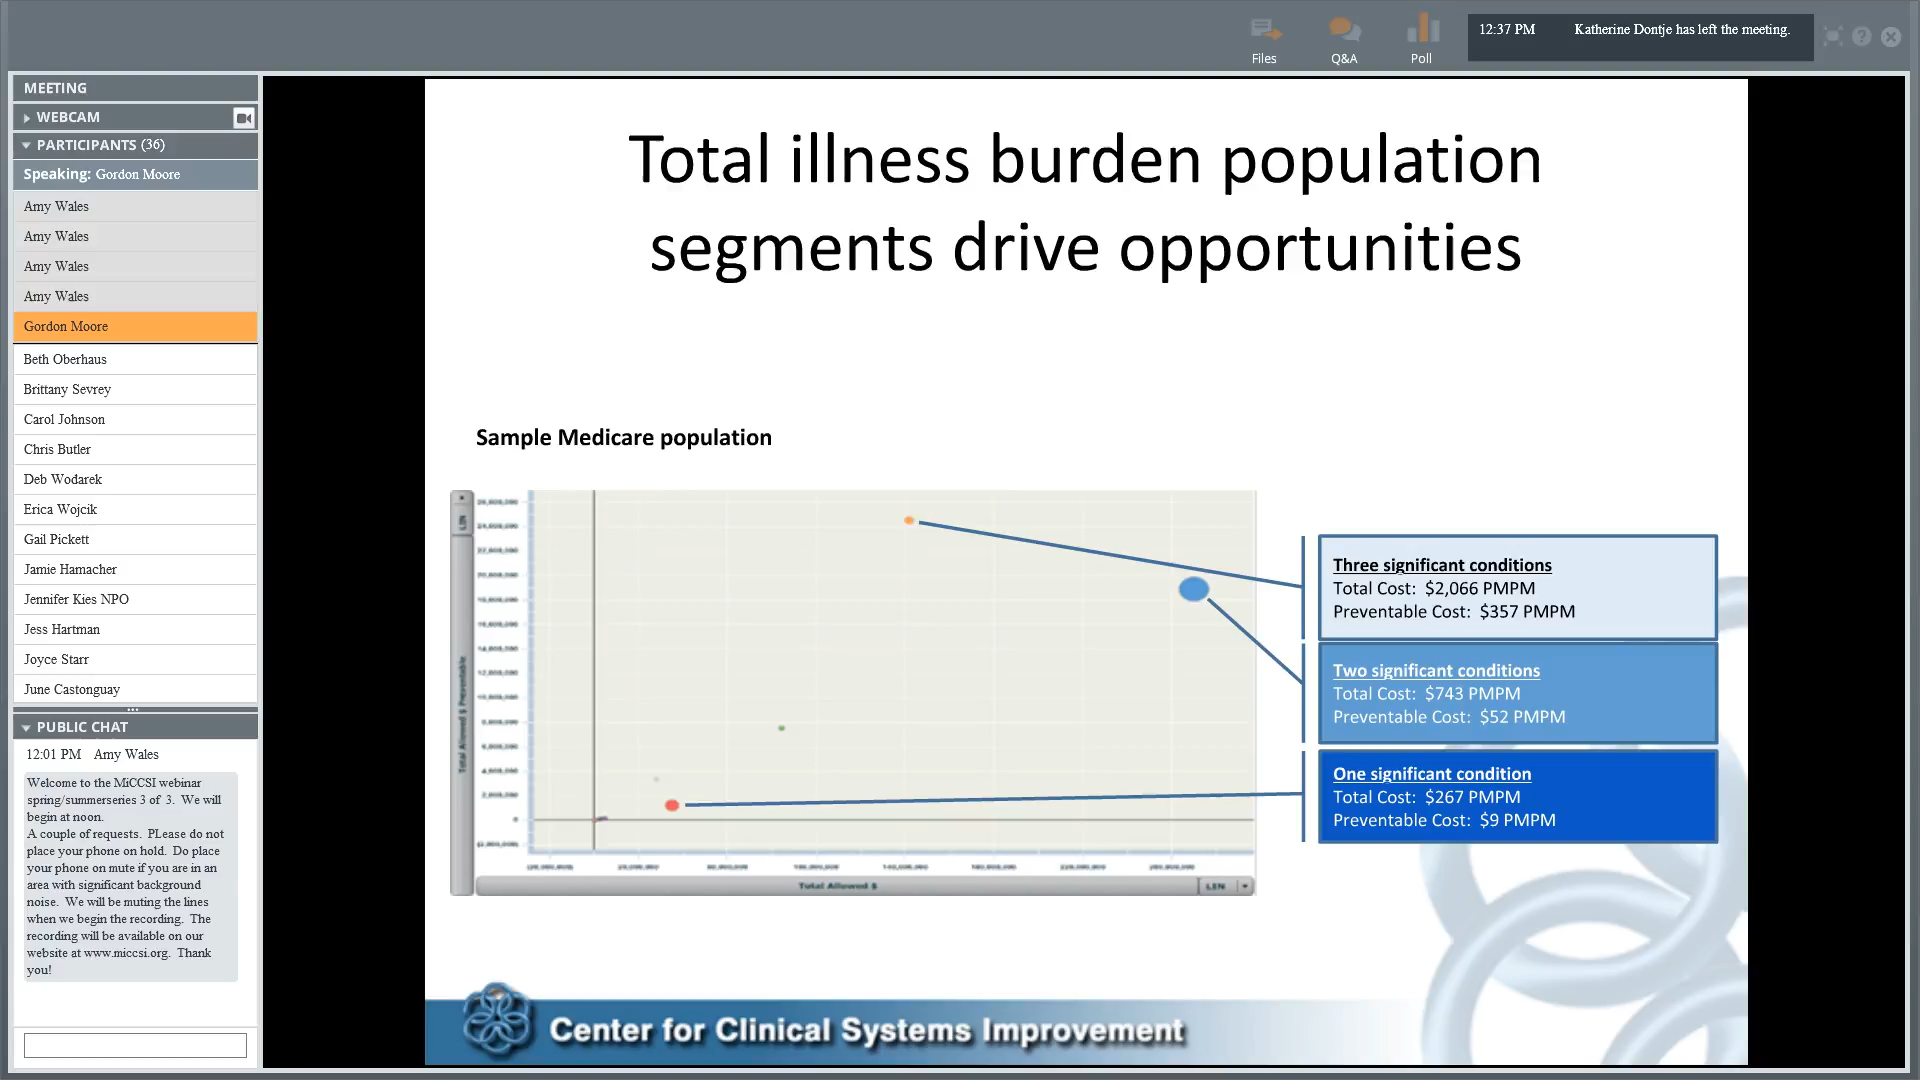 Files
Q&A
Poll
12:37 PM Katherine Dontje has left the meeting.
MEETING
WEBCAM
PARTICIPANTS (36)
Speaking: Gordon Moore
Amy Wales
Amy Wales
Amy Wales
Amy Wales
Gordon Moore
Beth Oberhaus
Brittany Sevrey
Carol Johnson
Chris Butler
Deb Wodarek
Erica Wojcik
Gail Pickett
Jamie Hamacher
Jennifer Kies NPO
Jess Hartman
Joyce Starr
June Castonguay
PUBLIC CHAT
12:01 PM Amy Wales
Welcome to the MiCCSI webinar
spring/summerseries 3 of 3. We will
begin at noon.
A couple of requests. PLease do not
place your phone on hold. Do place
your phone on mute if you are in an
area with significant background
noise. We will be muting the lines
when we begin the recording. The
recording will be available on our
website at www.miccsi.org. Thank
you!
Total illness burden population
segments drive opportunities
Sample Medicare population
Total Allowed $ Preventable
LIN
0
Total Allowed $
LIN
Three significant conditions
Total Cost: $2,066 PMPM
Preventable Cost: $357 PMPM
Two significant conditions
Total Cost: $743 PMPM
Preventable Cost: $52 PMPM
One significant condition
Total Cost: $267 PMPM
Preventable Cost: $9 PMPM
Center for Clinical Systems Improvement